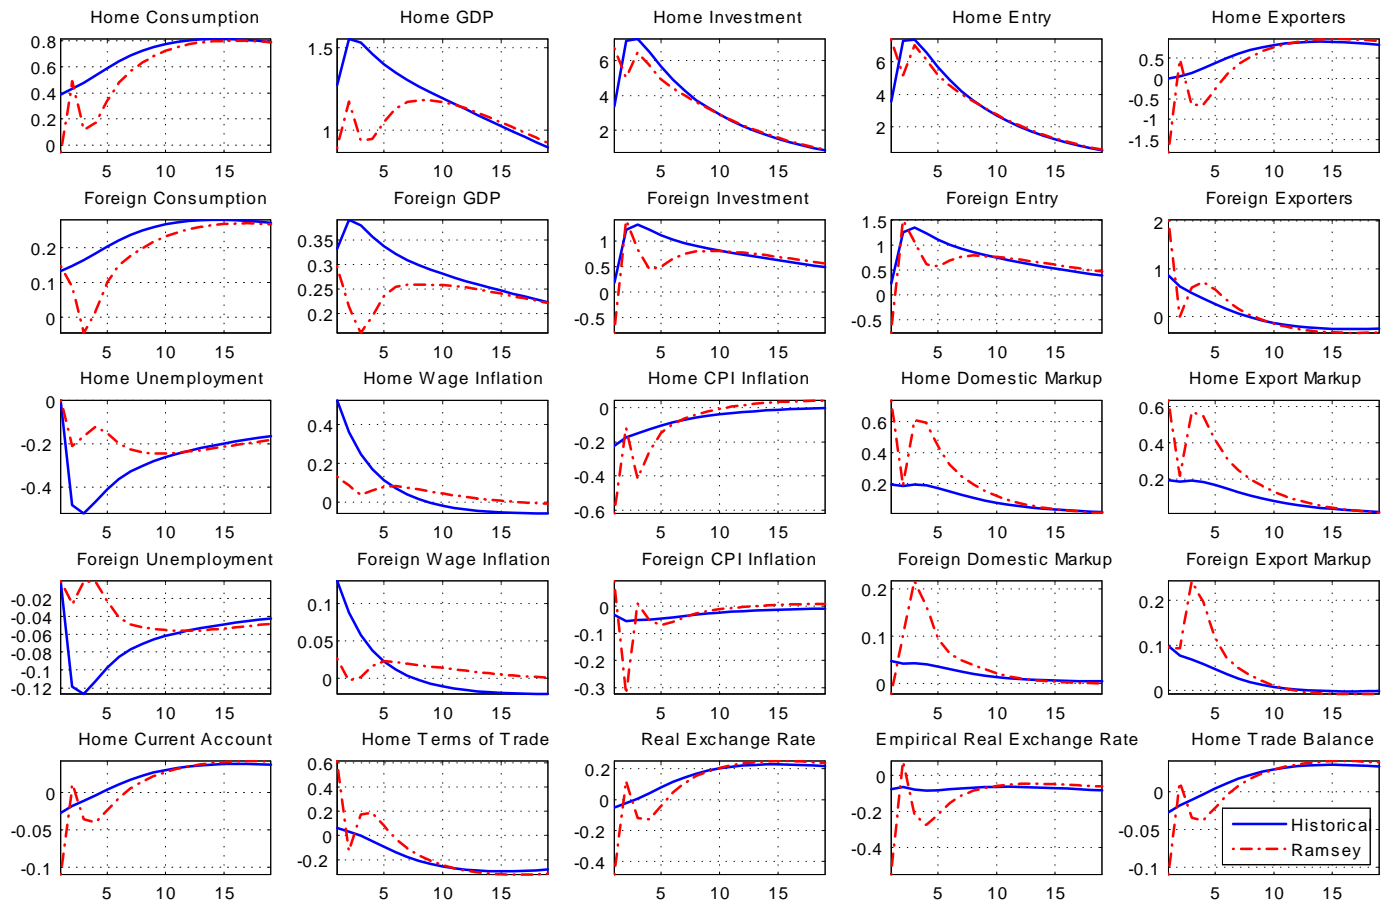 Home Consumption Home GDP Home Investment Home Entry Home Exporters
0.8 0.6 0.4 0.2 0 5 10 15
1.5 1 5 10 15
6 4 2 5 10 15
6 4 2 5 10 15
0.5 0 -0.5 -1 -1.5 5 10 15
Foreign Consumption Foreign GDP Foreign Investment Foreign Entry Foreign Exporters
0.2 0.1 0 5 10 15
0.35 0.3 0.25 0.2 5 10 15
1 0.5 0 -0.5 5 10 15
1.5 1 0.5 0 -0.5 5 10 15
2 1 0 5 10 15
Home Unemployment Home Wage Inflation Home CPI Inflation Home Domestic Markup Home Export Markup
0 -0.2 -0.4 5 10 15
0.4 0.2 0 5 10 15
0 -0.2 -0.4 -0.6 5 10 15
0.6 0.4 0.2 5 10 15
0.6 0.4 0.2 5 10 15
Foreign Unemployment Foreign Wage Inflation Foreign CPI Inflation Foreign Domestic Markup Foreign Export Markup
-0.02 -0.04 -0.06 -0.08 -0.1 -0.12 5 10 15
0.1 0.05 0 5 10 15
0 -0.1 -0.2 -0.3 5 10 15
0.2 0.1 0 5 10 15
0.2 0.1 0 5 10 15
Home Current Account Home Terms of Trade Real Exchange Rate Empirical Real Exchange Rate Home Trade Balance
0 -0.05 -0.1 5 10 15
0.6 0.4 0.2 0 -0.2 5 10 15
0.2 0 -0.2 -0.4 5 10 15
0 -0.2 -0.4 5 10 15
0 -0.05 -0.1 5 10 15
Historical
Ramsey